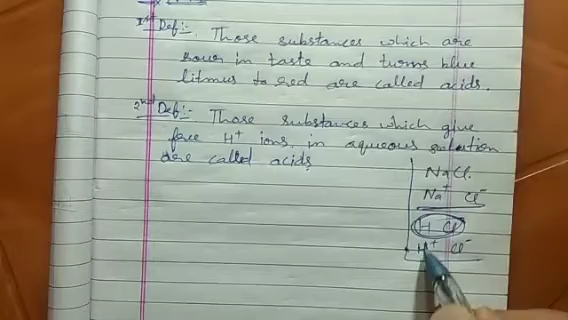 1st Def:- Those substances which are
sour in taste and turns blue
litmus to red are called acids.
2nd Def:- Those substances which give
free H+ ions in aqueous solution
are called acids
NaCl.
Na+ Cl-
H Cl
H+ Cl-